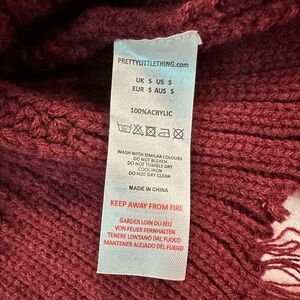 PRETTYLITTLETHING.com
UK S US S
EUR S AUS S
100%ACRYLIC
WASH WITH SIMILAR COLOURS
DO NOT BLEACH
DO NOT TUMBLE DRY
COOL IRON
DO NOT DRY CLEAN
MADE IN CHINA
KEEP AWAY FROM FIRE
GARDER LOIN DU FEU
VON FEUER FERNHALTEN
TENERE LONTANO DAL FUOCO
MANTENER ALEJADO DEL FUEGO